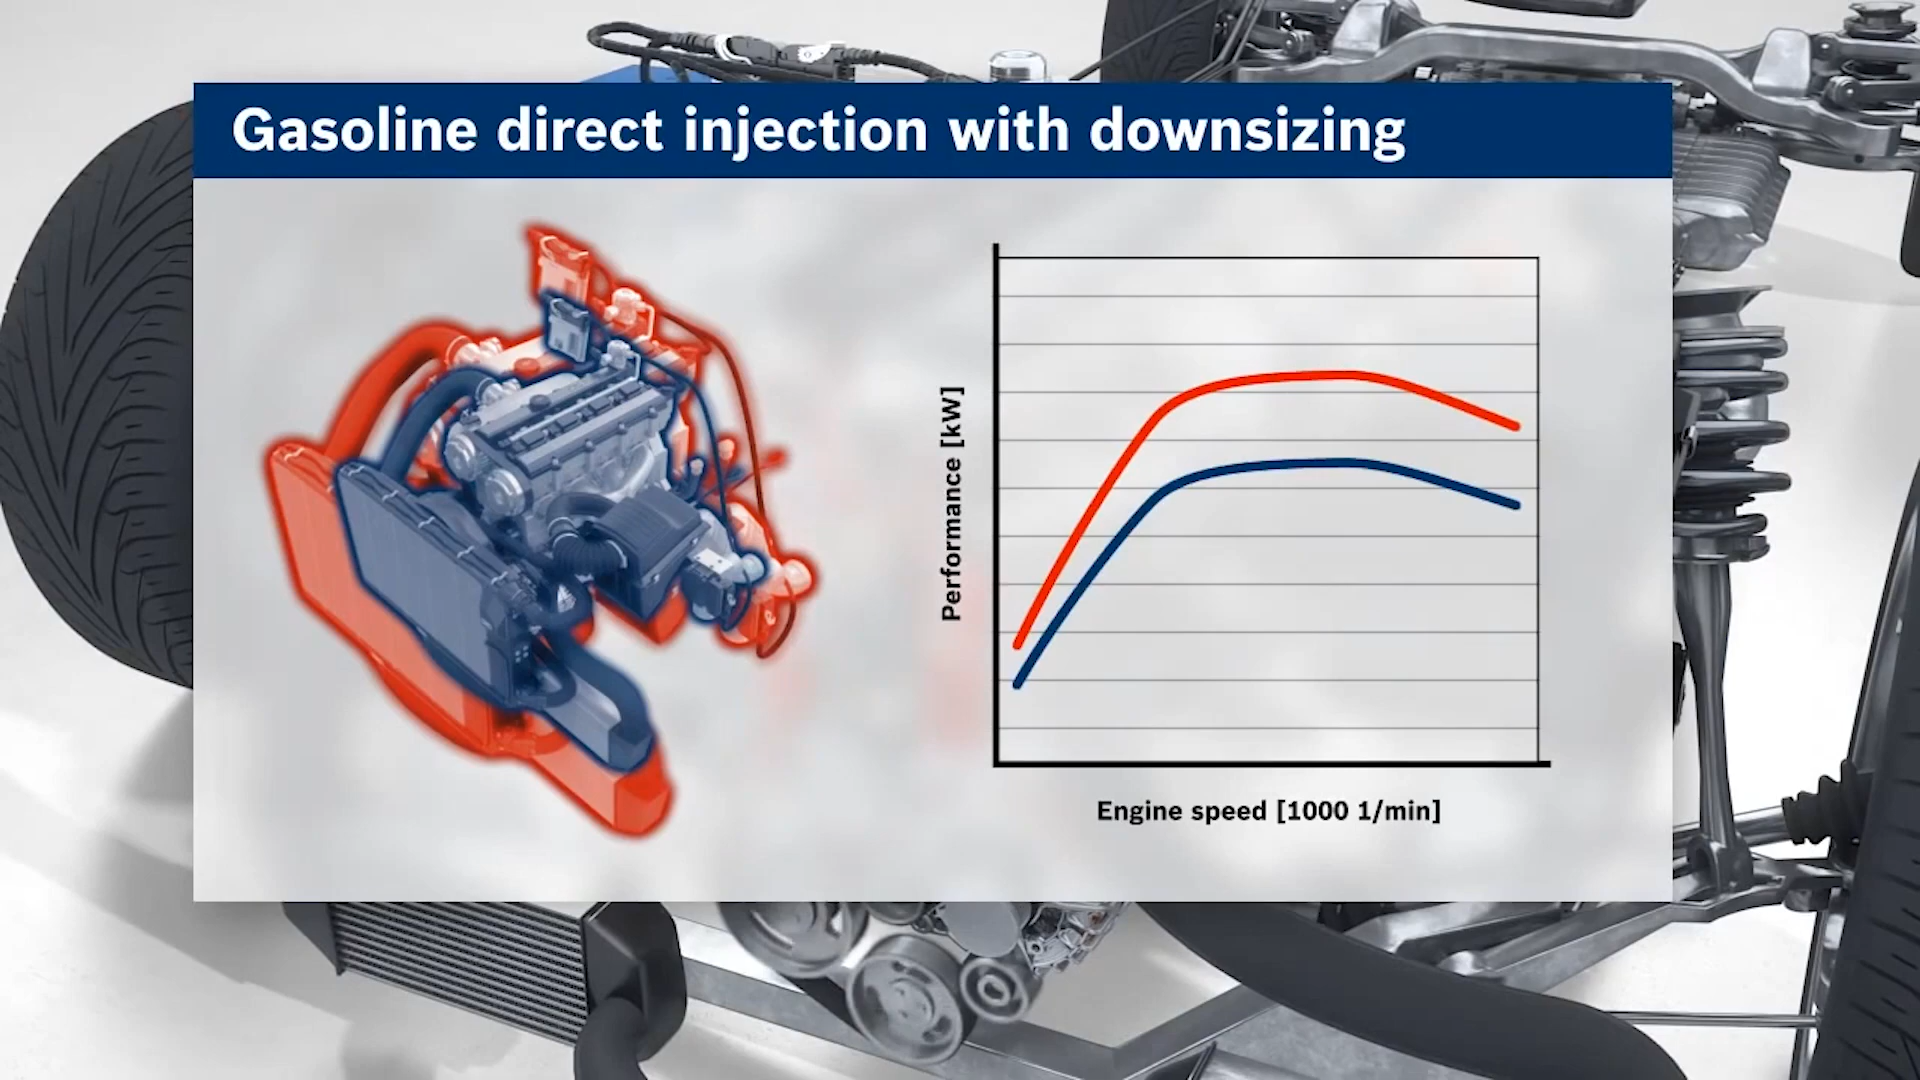 Gasoline direct injection with downsizing
Performance [kW]
Engine speed [1000 1/min]